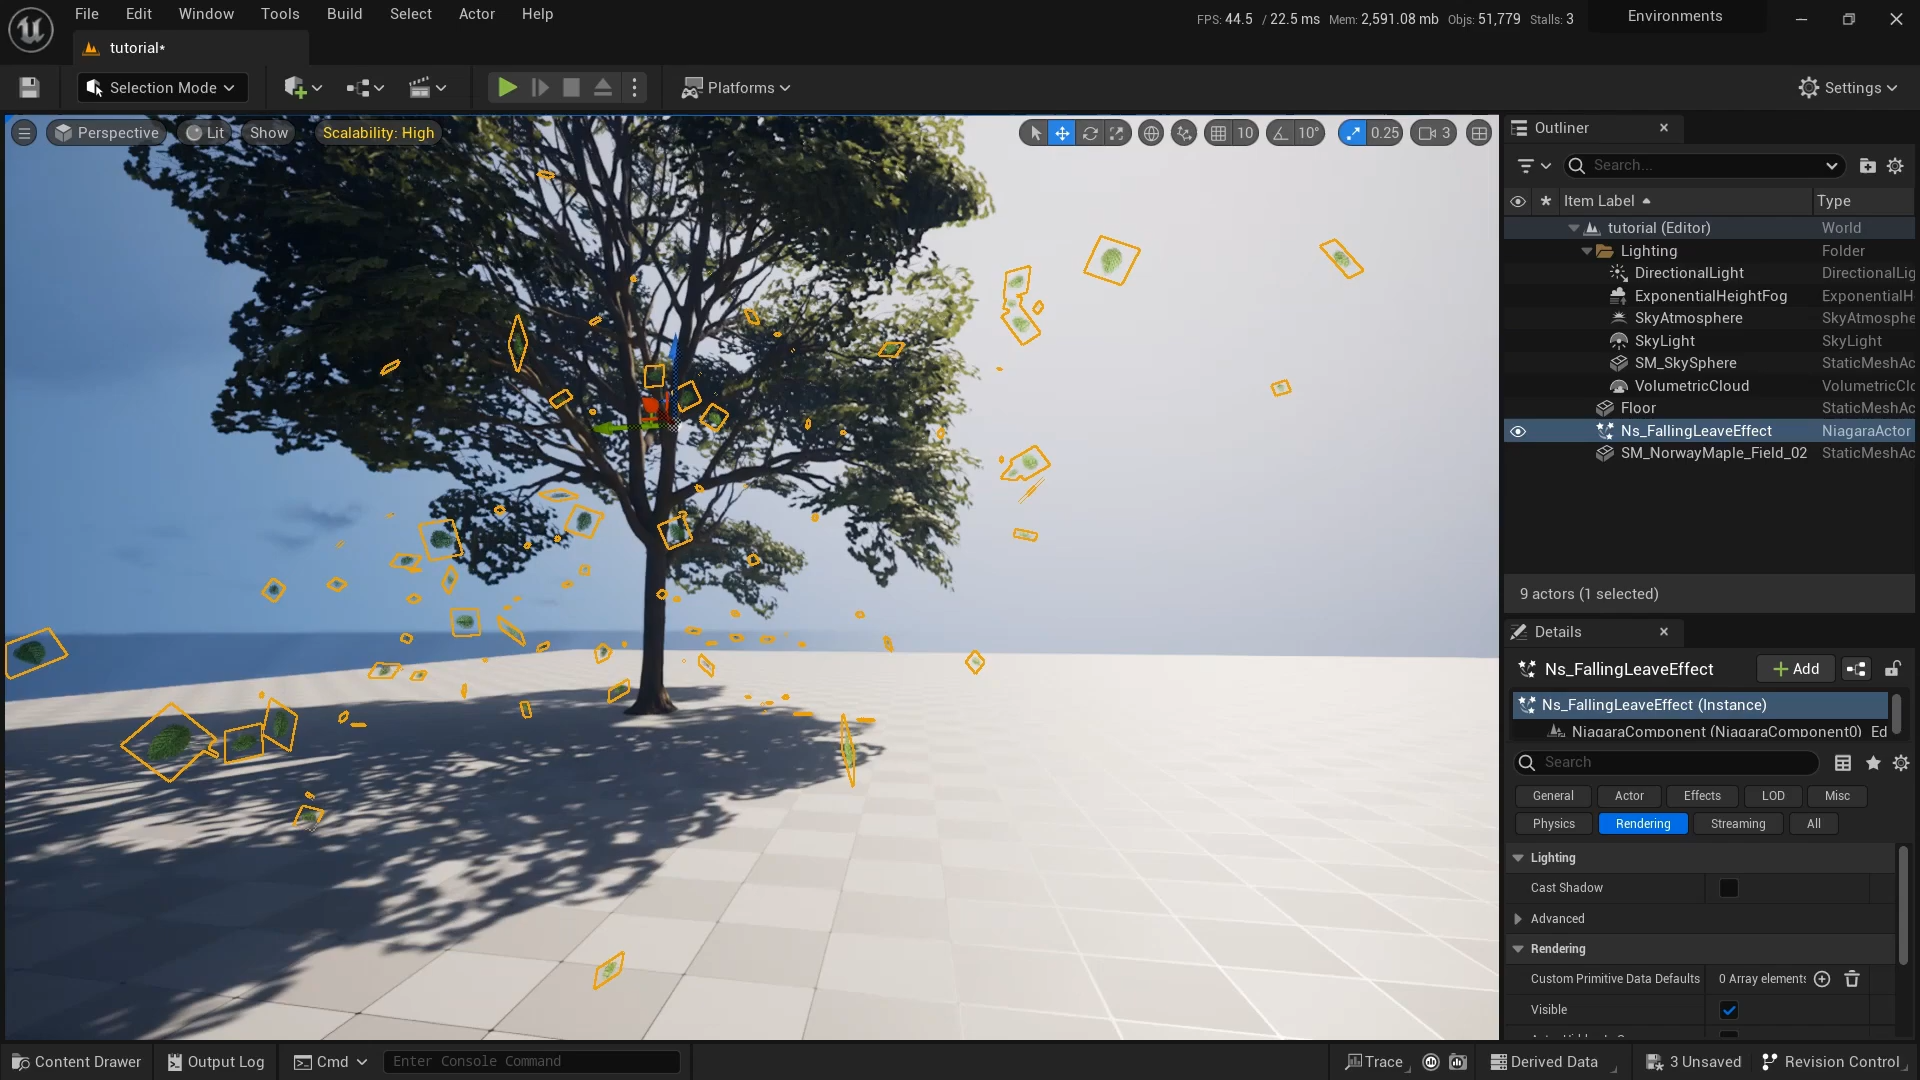 File Edit Window Tools Build Select Actor Help
FPS: 44.5 / 22.5 ms Mem: 2,591.08 mb Objs: 51,779 Stalls: 3
Environments
tutorial*
Selection Mode
Platforms
Settings
Perspective Lit Show Scalability: High
10 10° 0.25 3
Outliner
Search...
Item Label Type
tutorial (Editor) World
Lighting Folder
DirectionalLight DirectionalLig
ExponentialHeightFog ExponentialH
SkyAtmosphere SkyAtmosphe
SkyLight SkyLight
SM_SkySphere StaticMeshAc
VolumetricCloud VolumetricClo
Floor StaticMeshAc
Ns_FallingLeaveEffect NiagaraActor
SM_NorwayMaple_Field_02 StaticMeshAc
9 actors (1 selected)
Details
Ns_FallingLeaveEffect Add
Ns_FallingLeaveEffect (Instance)
NiagaraComponent (NiagaraComponent0) Ed
Search
General Actor Effects LOD Misc
Physics Rendering Streaming All
Lighting
Cast Shadow
Advanced
Rendering
Custom Primitive Data Defaults 0 Array elements
Visible
Content Drawer Output Log Cmd Enter Console Command
Trace Derived Data 3 Unsaved Revision Control